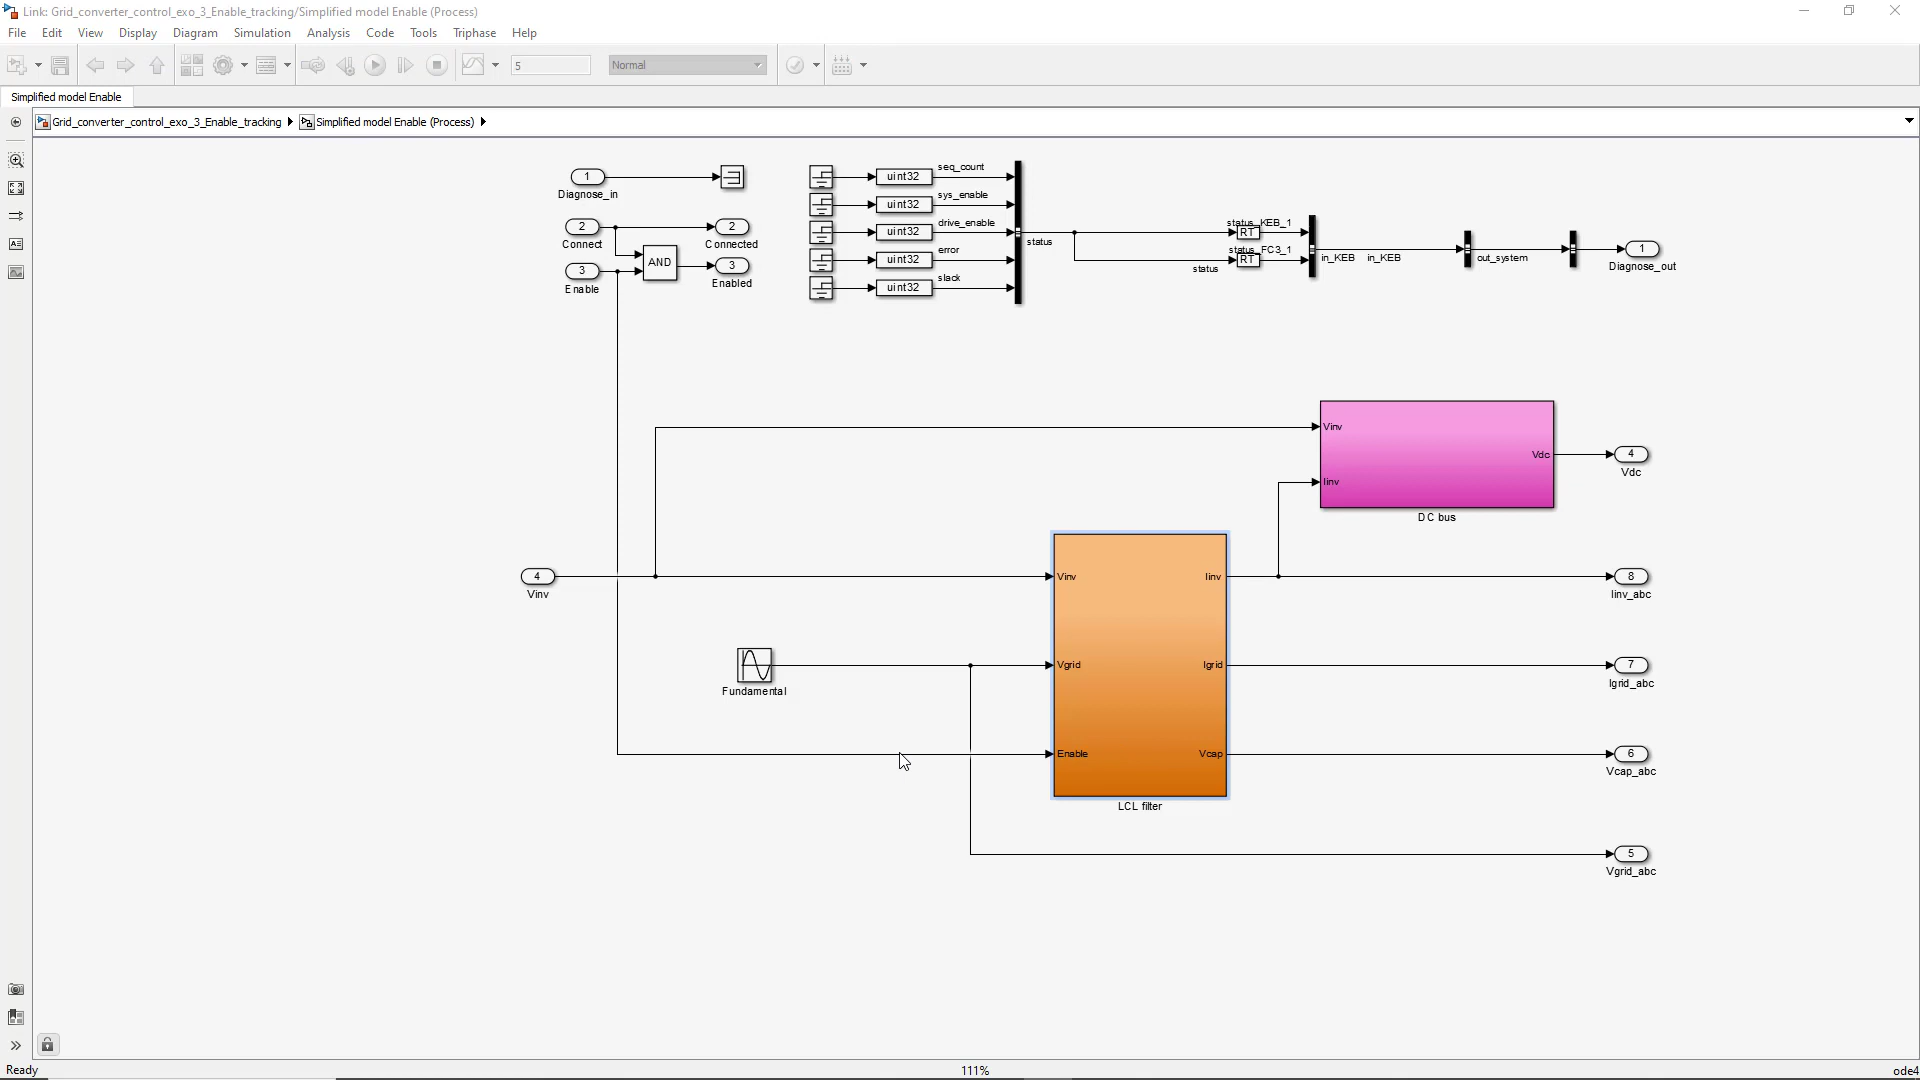 Link: Grid_converter_control_exo_3_Enable_tracking/Simplified model Enable (Process)
File Edit View Display Diagram Simulation Analysis Code Tools Triphase Help
5 Normal
Simplified model Enable
Grid_converter_control_exo_3_Enable_tracking Simplified model Enable (Process)
1
Diagnose_in
2
Connect
3
Enable
AND
2
Connected
3
Enabled
uint32 seq_count
uint32 sys_enable
uint32 drive_enable
uint32 error
uint32 slack
status
status
status_KEB_1
RT
status_FC3_1
RT
in_KEB in_KEB
out_system
1
Diagnose_out
Vinv
Iinv
Vdc
DC bus
4
Vdc
4
Vinv
Fundamental
Vinv Iinv
Vgrid Igrid
Enable Vcap
LCL filter
8
Iinv_abc
7
Igrid_abc
6
Vcap_abc
5
Vgrid_abc
Ready 111% ode4